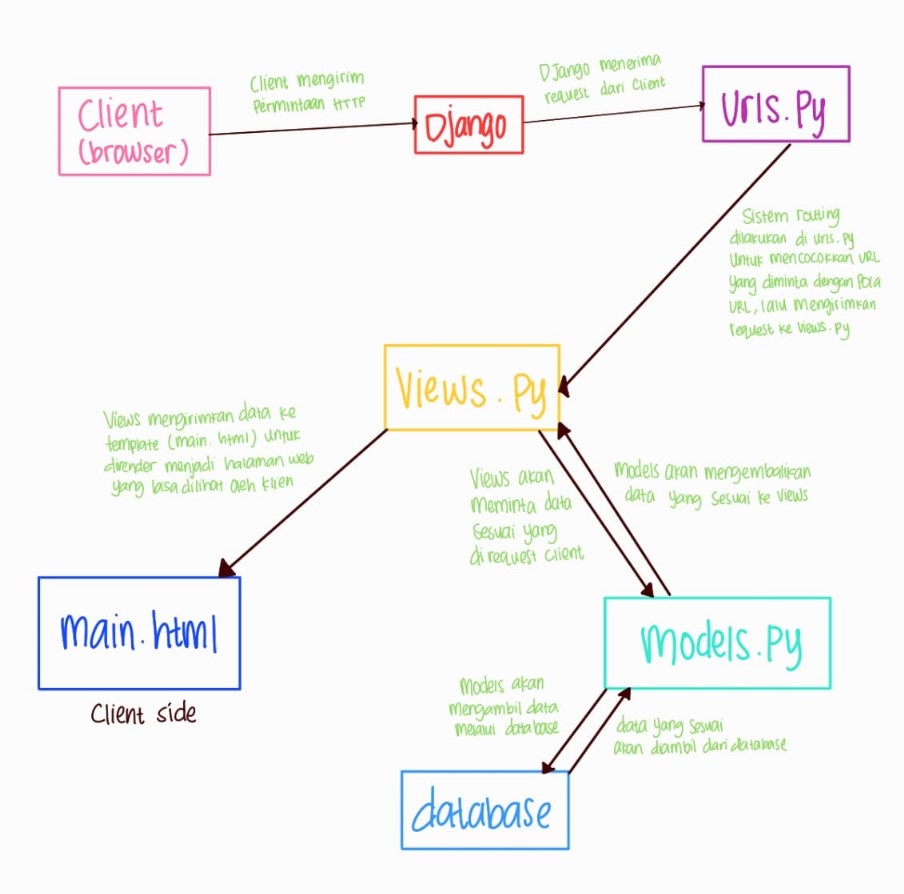 Client
(browser)
Client mengirim
Permintaan HTTP
Django
Django menerima
request dari Client
Urls.Py
Sistem routing
dilakukan di urls.py
Untuk mencocokkan URL
yang diminta dengan Pola
URL, lalu mengirimkan
request ke views.py
Views.Py
Views mengirimkan data ke
template (main.html) untuk
dirender menjadi halaman web
yang bisa dilihat oleh klien
Views akan
Meminta data
Sesuai yang
di request client
Models akan mengembalikan
data yang sesuai ke views
main.html
Client side
Models.Py
Models akan
mengambil data
melalui database
data yang sesuai
akan diambil dari database
database